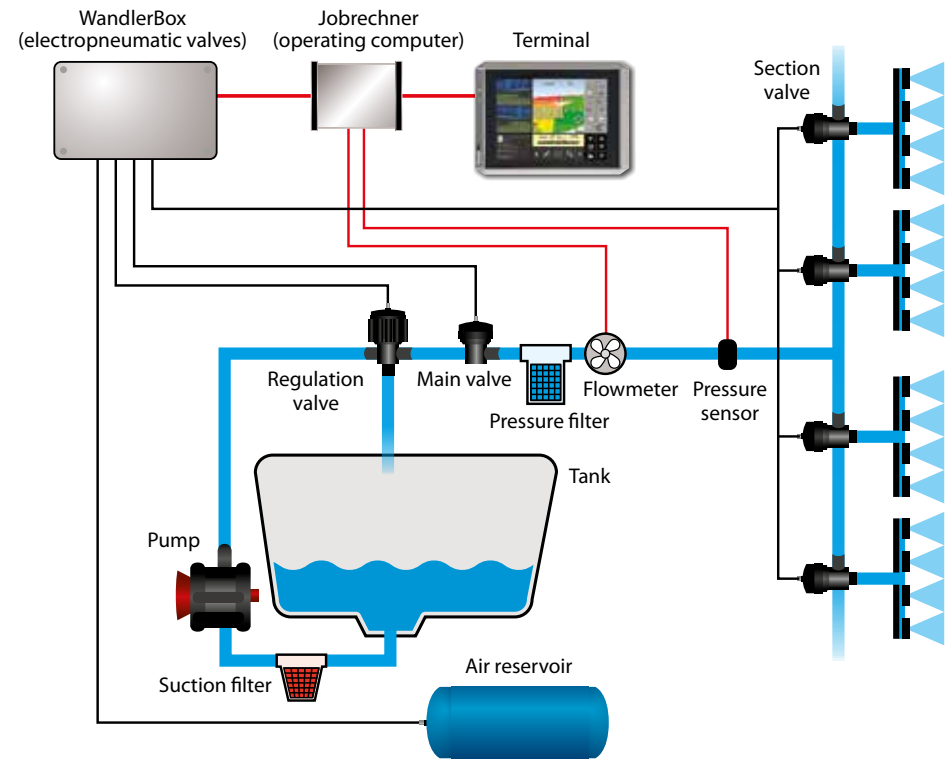 WandlerBox
(electropneumatic valves)
Jobrechner
(operating computer)
Terminal
Section
valve
Regulation
valve
Main valve
Pressure filter
Flowmeter
Pressure
sensor
Tank
Pump
Suction filter
Air reservoir